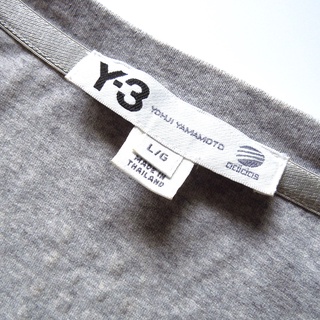 Y-3
YOHJI YAMAMOTO
adidas
L/G
MADE IN
THAILAND